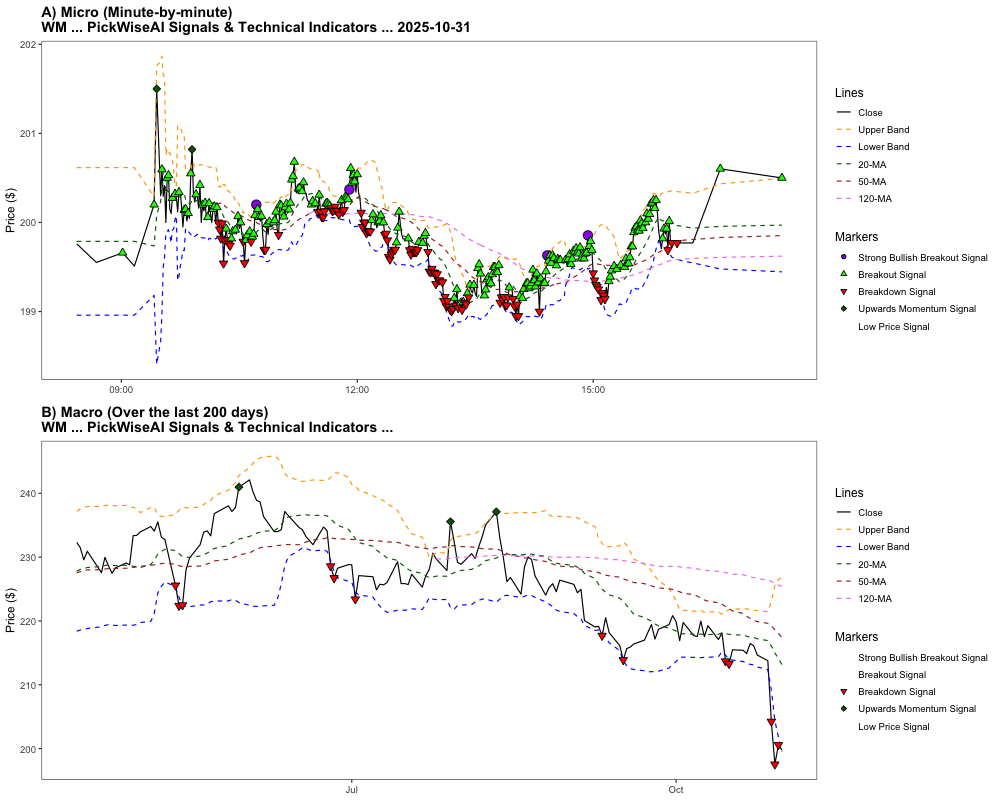 A) Micro (Minute-by-minute)
WM ... PickWiseAI Signals & Technical Indicators ... 2025-10-31
Price ($)
202
201
200
199
09:00
12:00
15:00
Lines
Close
Upper Band
Lower Band
20-MA
50-MA
120-MA
Markers
Strong Bullish Breakout Signal
Breakout Signal
Breakdown Signal
Upwards Momentum Signal
Low Price Signal
B) Macro (Over the last 200 days)
WM ... PickWiseAI Signals & Technical Indicators ...
Price ($)
240
230
220
210
200
Jul
Oct
Lines
Close
Upper Band
Lower Band
20-MA
50-MA
120-MA
Markers
Strong Bullish Breakout Signal
Breakout Signal
Breakdown Signal
Upwards Momentum Signal
Low Price Signal